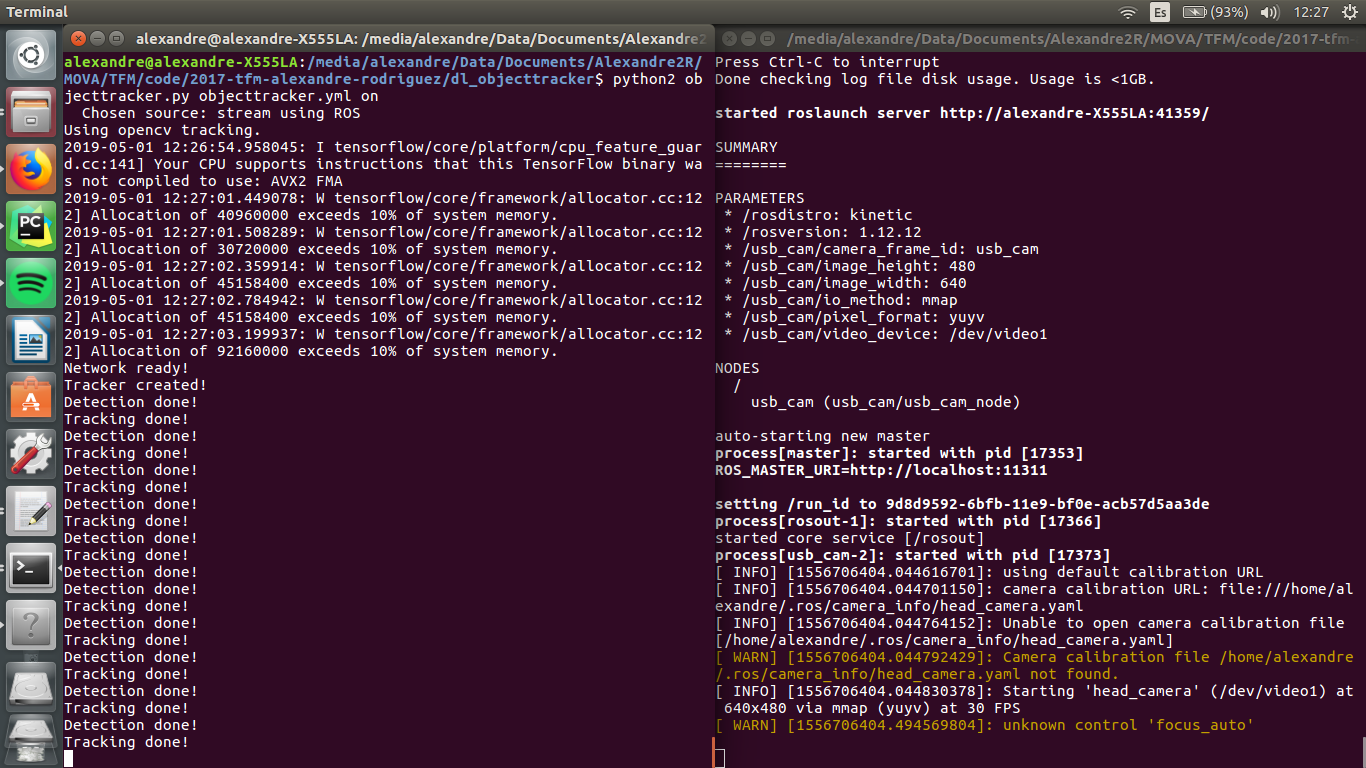 Terminal
Es
(93%)
12:27
alexandre@alexandre-X555LA: /media/alexandre/Data/Documents/Alexandre2
alexandre@alexandre-X555LA:/media/alexandre/Data/Documents/Alexandre2R/
MOVA/TFM/code/2017-tfm-alexandre-rodriguez/dl_objecttracker$ python2 ob
jecttracker.py objecttracker.yml on
  Chosen source: stream using ROS
Using opencv tracking.
2019-05-01 12:26:54.958045: I tensorflow/core/platform/cpu_feature_guar
d.cc:141] Your CPU supports instructions that this TensorFlow binary wa
s not compiled to use: AVX2 FMA
2019-05-01 12:27:01.449078: W tensorflow/core/framework/allocator.cc:12
2] Allocation of 40960000 exceeds 10% of system memory.
2019-05-01 12:27:01.508289: W tensorflow/core/framework/allocator.cc:12
2] Allocation of 30720000 exceeds 10% of system memory.
2019-05-01 12:27:02.359914: W tensorflow/core/framework/allocator.cc:12
2] Allocation of 45158400 exceeds 10% of system memory.
2019-05-01 12:27:02.784942: W tensorflow/core/framework/allocator.cc:12
2] Allocation of 45158400 exceeds 10% of system memory.
2019-05-01 12:27:03.199937: W tensorflow/core/framework/allocator.cc:12
2] Allocation of 92160000 exceeds 10% of system memory.
Network ready!
Tracker created!
Detection done!
Tracking done!
Detection done!
Tracking done!
Detection done!
Tracking done!
Detection done!
Tracking done!
Detection done!
Tracking done!
Detection done!
Detection done!
Tracking done!
Detection done!
Tracking done!
Detection done!
Tracking done!
Detection done!
Tracking done!
Detection done!
Tracking done!
/media/alexandre/Data/Documents/Alexandre2R/MOVA/TFM/code/2017-tfm-
Press Ctrl-C to interrupt
Done checking log file disk usage. Usage is <1GB.
started roslaunch server http://alexandre-X555LA:41359/
SUMMARY
========
PARAMETERS
 * /rosdistro: kinetic
 * /rosversion: 1.12.12
 * /usb_cam/camera_frame_id: usb_cam
 * /usb_cam/image_height: 480
 * /usb_cam/image_width: 640
 * /usb_cam/io_method: mmap
 * /usb_cam/pixel_format: yuyv
 * /usb_cam/video_device: /dev/video1
NODES
  /
    usb_cam (usb_cam/usb_cam_node)
auto-starting new master
process[master]: started with pid [17353]
ROS_MASTER_URI=http://localhost:11311
setting /run_id to 9d8d9592-6bfb-11e9-bf0e-acb57d5aa3de
process[rosout-1]: started with pid [17366]
started core service [/rosout]
process[usb_cam-2]: started with pid [17373]
[ INFO] [1556706404.044616701]: using default calibration URL
[ INFO] [1556706404.044701150]: camera calibration URL: file:///home/al
exandre/.ros/camera_info/head_camera.yaml
[ INFO] [1556706404.044764152]: Unable to open camera calibration file
[/home/alexandre/.ros/camera_info/head_camera.yaml]
[ WARN] [1556706404.044792429]: Camera calibration file /home/alexandre
/.ros/camera_info/head_camera.yaml not found.
[ INFO] [1556706404.044830378]: Starting 'head_camera' (/dev/video1) at
 640x480 via mmap (yuyv) at 30 FPS
[ WARN] [1556706404.494569804]: unknown control 'focus_auto'
PC
A
>_
?